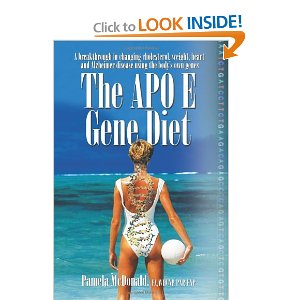 Click to LOOK INSIDE!
A breakthrough in changing cholesterol, weight, heart
and Alzheimer disease using the body's own genes
The APO E
Gene Diet
Pamela McDonald,